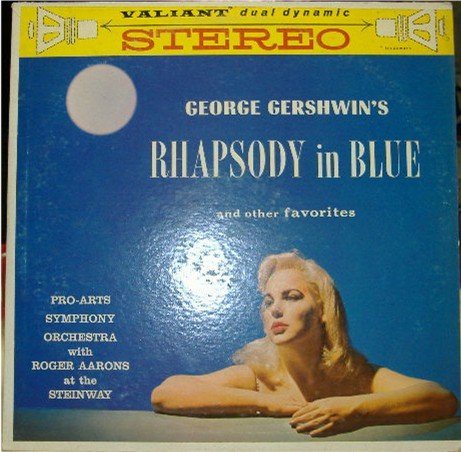 VALIANT dual dynamic
STEREO
GEORGE GERSHWIN'S
RHAPSODY in BLUE
and other favorites
PRO-ARTS
SYMPHONY
ORCHESTRA
with
ROGER AARONS
at the
STEINWAY